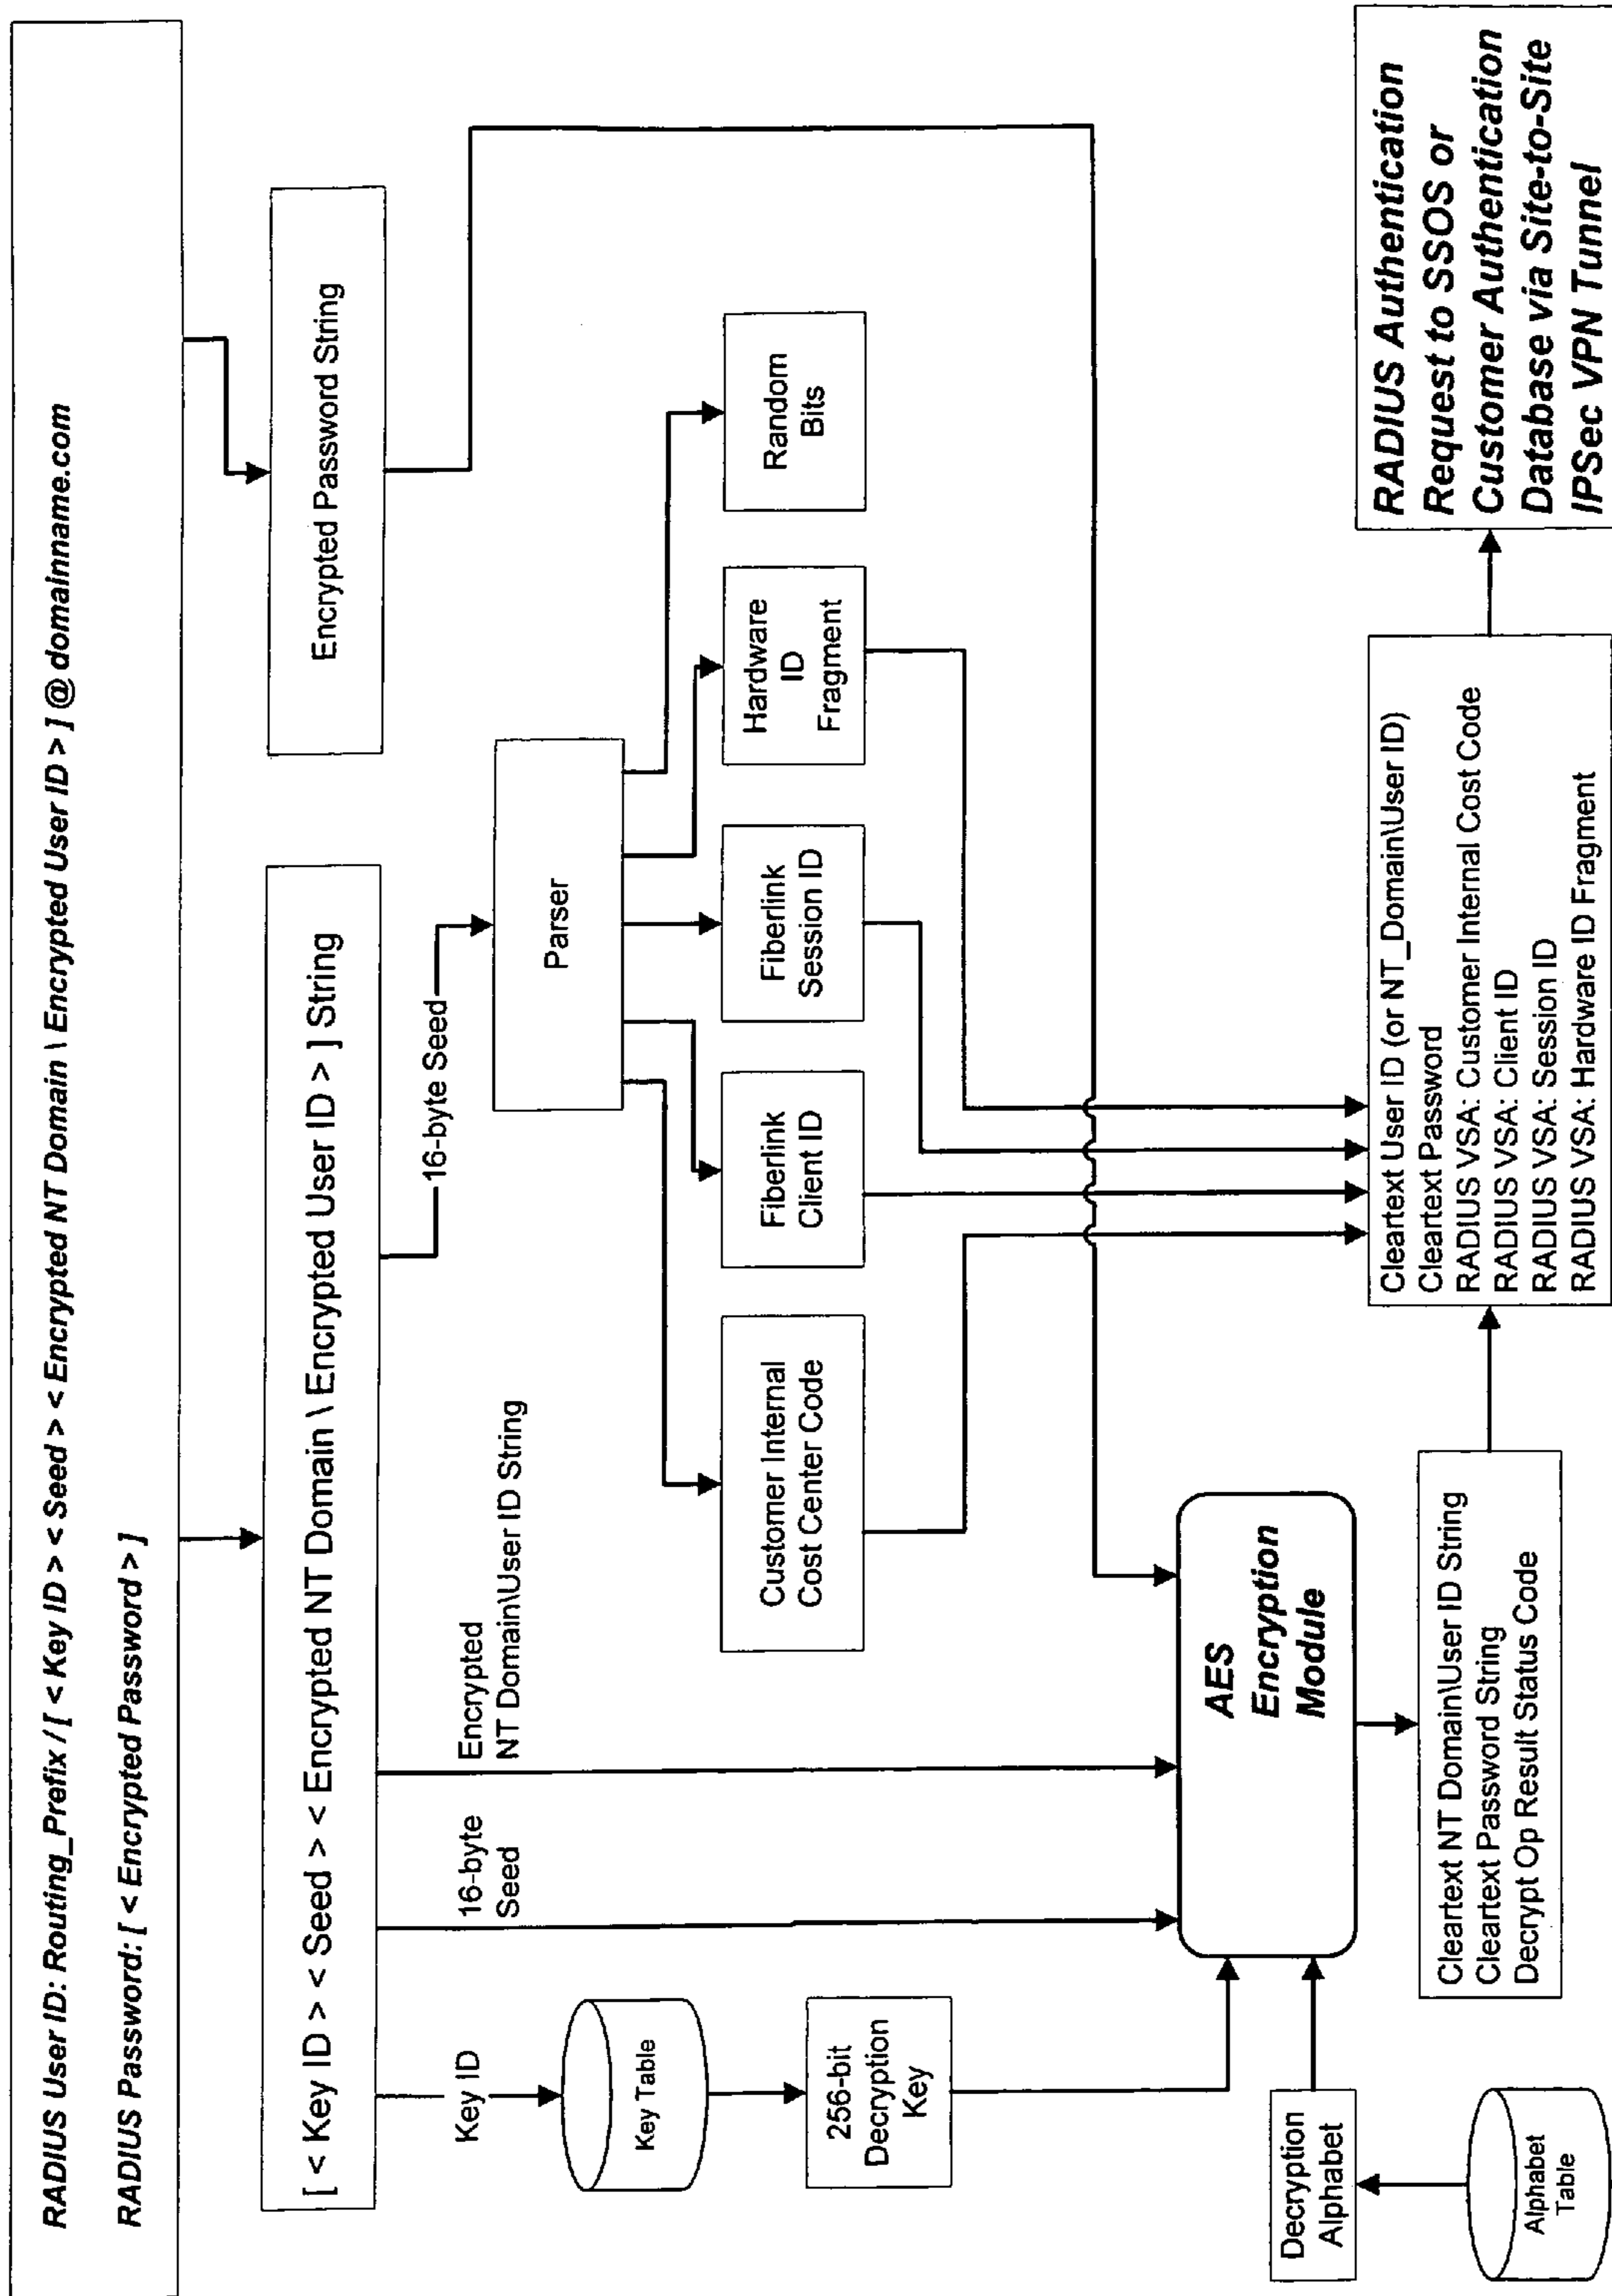 RADIUS User ID: Routing_Prefix / [ < Key ID > < Seed > < Encrypted NT Domain \ Encrypted User ID > ] @ domainname.com
RADIUS Password: [ < Encrypted Password > ]
[ < Key ID > < Seed > < Encrypted NT Domain \ Encrypted User ID > ] String
Encrypted Password String
Key ID
16-byte
Seed
Encrypted
NT Domain\User ID String
16-byte Seed
Parser
Key Table
256-bit
Decryption
Key
Customer Internal
Cost Center Code
Fiberlink
Client ID
Fiberlink
Session ID
Hardware
ID
Fragment
Random
Bits
AES
Encryption
Module
Decryption
Alphabet
Alphabet
Table
Cleartext NT Domain\User ID String
Cleartext Password String
Decrypt Op Result Status Code
Cleartext User ID (or NT_Domain\User ID)
Cleartext Password
RADIUS VSA: Customer Internal Cost Code
RADIUS VSA: Client ID
RADIUS VSA: Session ID
RADIUS VSA: Hardware ID Fragment
RADIUS Authentication
Request to SSOS or
Customer Authentication
Database via Site-to-Site
IPSec VPN Tunnel